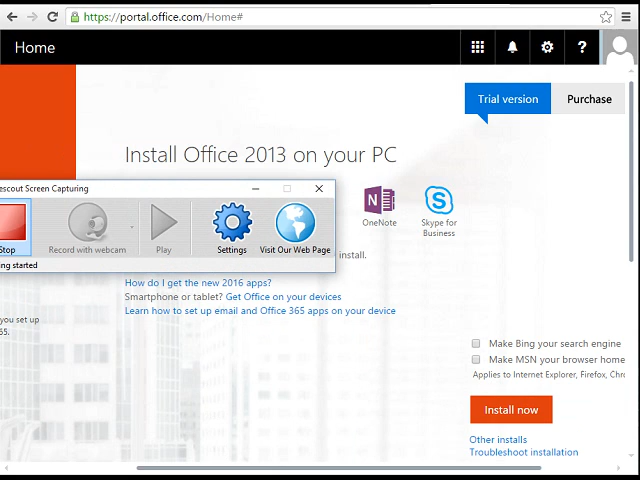 https://portal.office.com/Home#
Home
?
Trial version
Purchase
Install Office 2013 on your PC
escout Screen Capturing
Stop
Record with webcam
Play
Settings
Visit Our Web Page
ng started
N
OneNote
S
Skype for
Business
install.
How do I get the new 2016 apps?
Smartphone or tablet? Get Office on your devices
Learn how to set up email and Office 365 apps on your device
you set up
65.
Make Bing your search engine
Make MSN your browser home
Applies to Internet Explorer, Firefox, Chro
Install now
Other installs
Troubleshoot installation